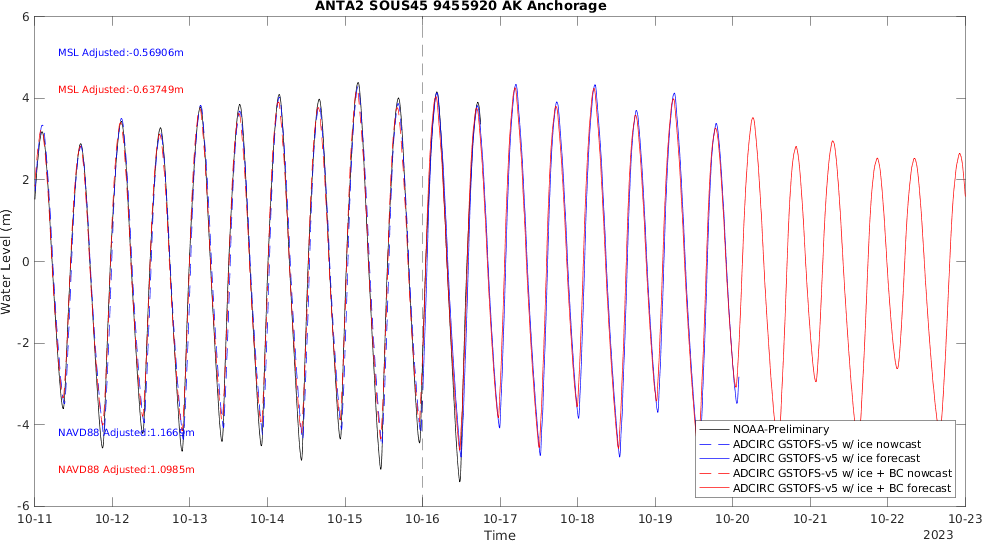 ANTA2 SOUS45 9455920 AK Anchorage
6
MSL Adjusted:-0.56906m
MSL Adjusted:-0.63749m
4
2
0
-2
-4
-6
Water Level (m)
NAVD88 Adjusted:1.1669m
NAVD88 Adjusted:1.0985m
NOAA-Preliminary
ADCIRC GSTOFS-v5 w/ ice nowcast
ADCIRC GSTOFS-v5 w/ ice forecast
ADCIRC GSTOFS-v5 w/ ice + BC nowcast
ADCIRC GSTOFS-v5 w/ ice + BC forecast
10-11 10-12 10-13 10-14 10-15 10-16 10-17 10-18 10-19 10-20 10-21 10-22 10-23
Time
2023